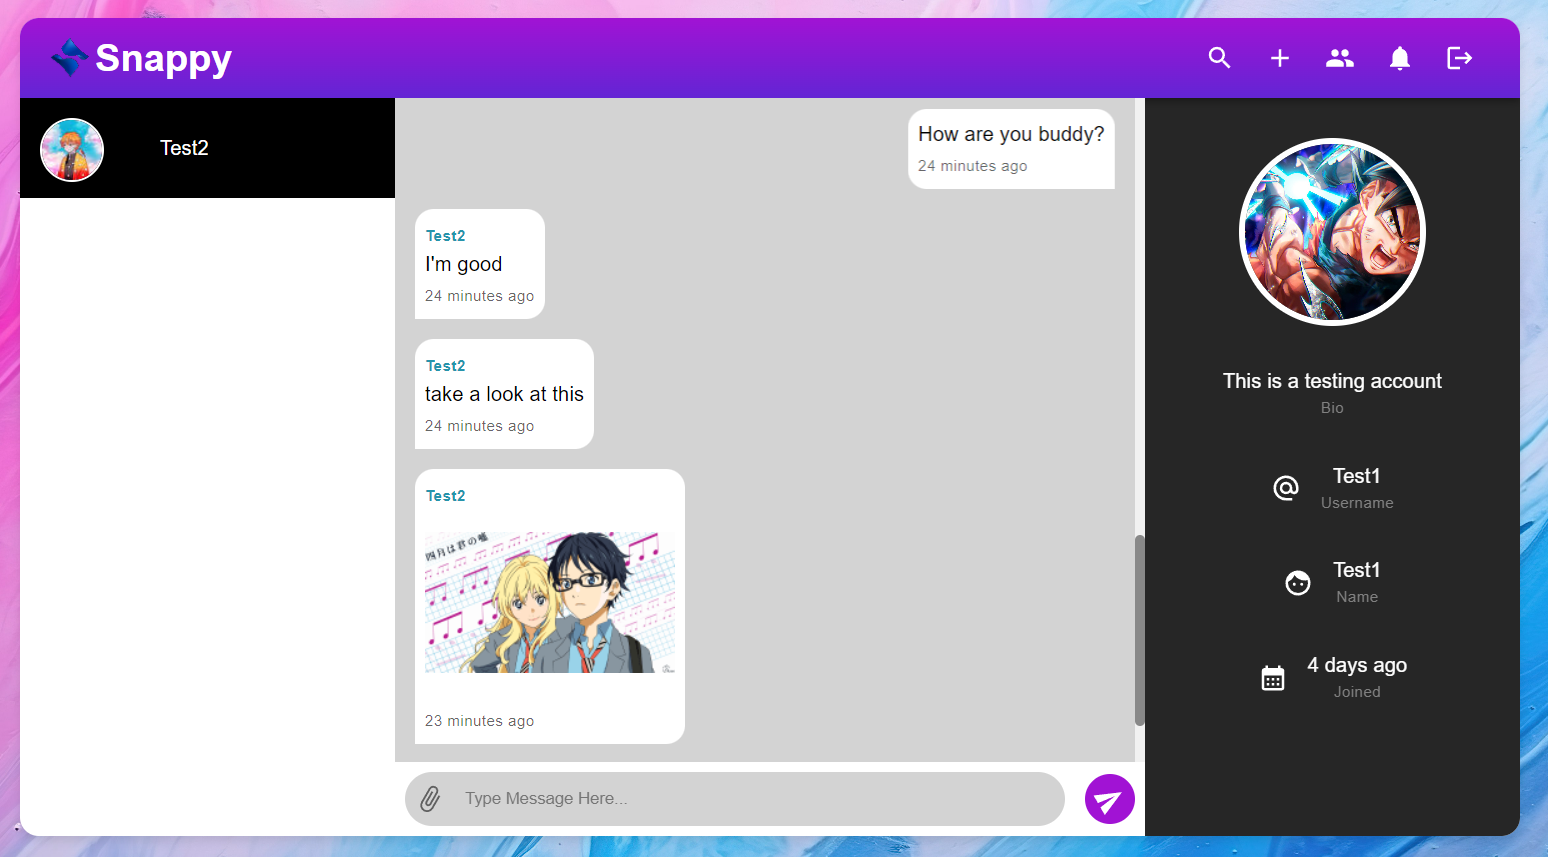 Snappy
Test2
How are you buddy?
24 minutes ago
Test2
I'm good
24 minutes ago
Test2
take a look at this
24 minutes ago
Test2
四月は君の嘘
23 minutes ago
Type Message Here...
This is a testing account
Bio
Test1
Username
Test1
Name
4 days ago
Joined